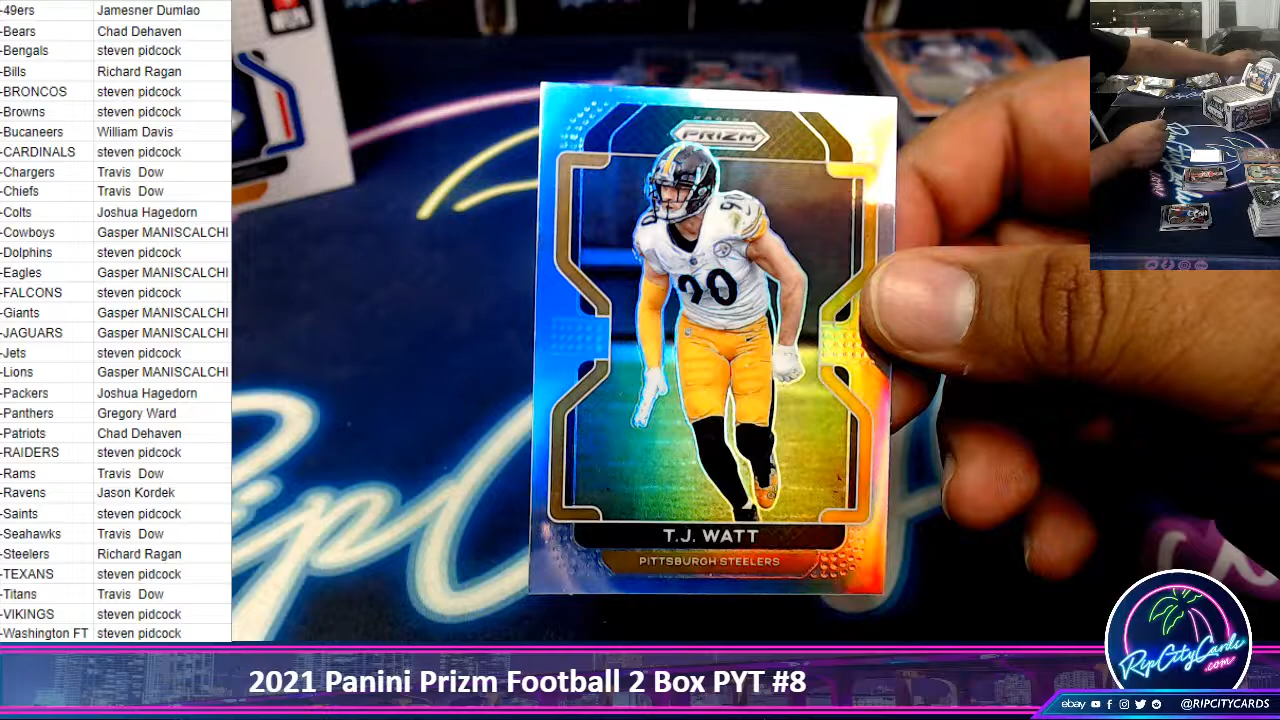 -49ers Jamesner Dumlao
-Bears Chad Dehaven
-Bengals steven pidcock
-Bills Richard Ragan
-BRONCOS steven pidcock
-Browns steven pidcock
-Bucaneers William Davis
-CARDINALS steven pidcock
-Chargers Travis Dow
-Chiefs Travis Dow
-Colts Joshua Hagedorn
-Cowboys Gasper MANISCALCHI
-Dolphins steven pidcock
-Eagles Gasper MANISCALCHI
-FALCONS steven pidcock
-Giants Gasper MANISCALCHI
-JAGUARS Gasper MANISCALCHI
-Jets steven pidcock
-Lions Gasper MANISCALCHI
-Packers Joshua Hagedorn
-Panthers Gregory Ward
-Patriots Chad Dehaven
-RAIDERS steven pidcock
-Rams Travis Dow
-Ravens Jason Kordek
-Saints steven pidcock
-Seahawks Travis Dow
-Steelers Richard Ragan
-TEXANS steven pidcock
-Titans Travis Dow
-VIKINGS steven pidcock
-Washington FT steven pidcock
PANINI
PRIZM
90
90
T.J. WATT
PITTSBURGH STEELERS
RipCityCards
.com
2021 Panini Prizm Football 2 Box PYT #8
ebay @RIPCITYCARDS